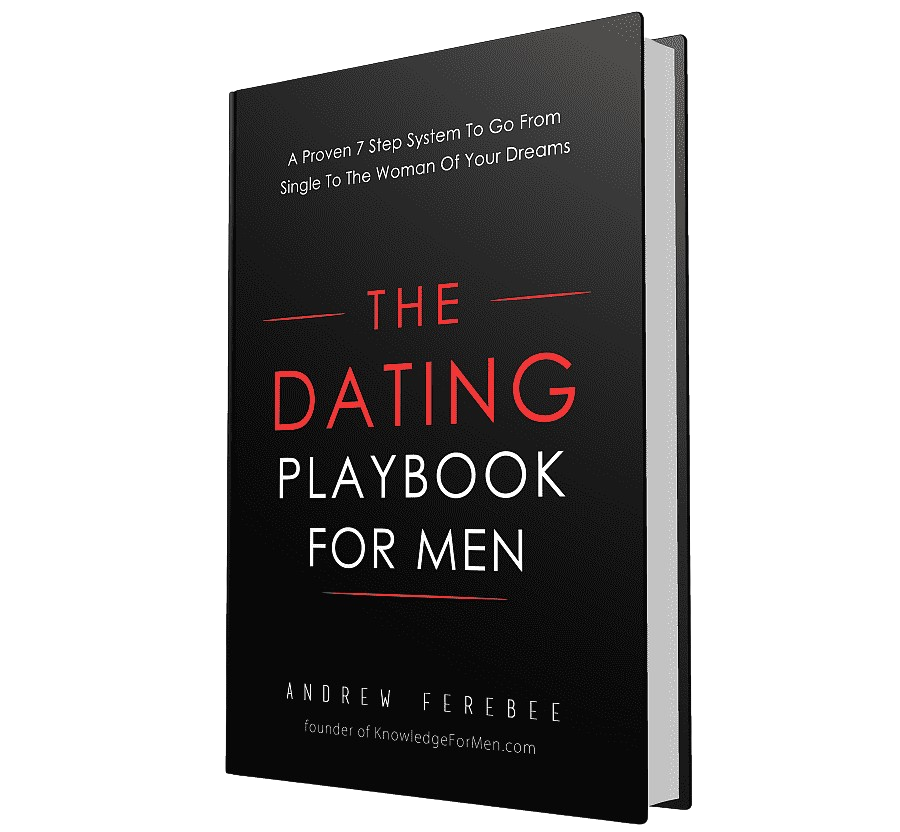 A Proven 7 Step System To Go From
Single To The Woman Of Your Dreams
THE
DATING
PLAYBOOK
FOR MEN
ANDREW FEREBEE
founder of KnowledgeForMen.com